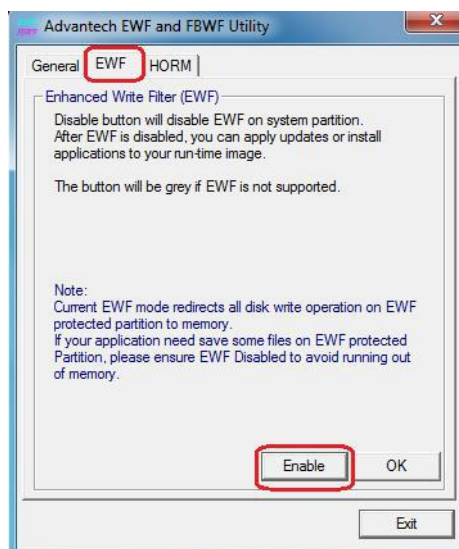 Advantech EWF and FBWF Utility
X
General EWF HORM
Enhanced Write Filter (EWF)
Disable button will disable EWF on system partition.
After EWF is disabled, you can apply updates or install
applications to your run-time image.
The button will be grey if EWF is not supported.
Note:
Current EWF mode redirects all disk write operation on EWF
protected partition to memory.
If your application need save some files on EWF protected
Partition, please ensure EWF Disabled to avoid running out
of memory.
Enable OK
Exit